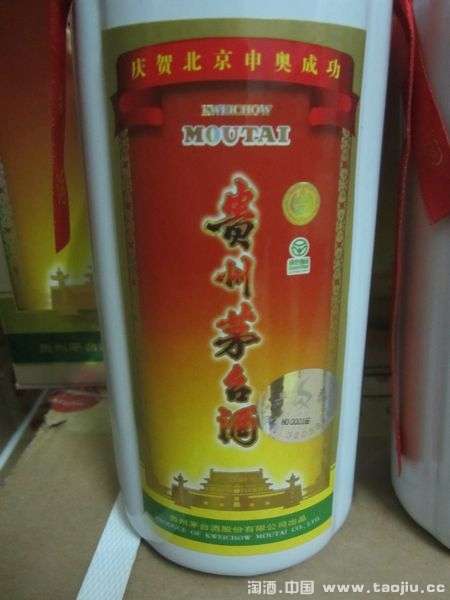 庆贺北京申奥成功
KWEICHOW
MOUTAI
贵州茅台酒
贵州茅台酒股份有限公司出品
PRODUCE OF KWEICHOW MOUTAI CO., LTD.
淘酒.中国 www.taojiu.cc